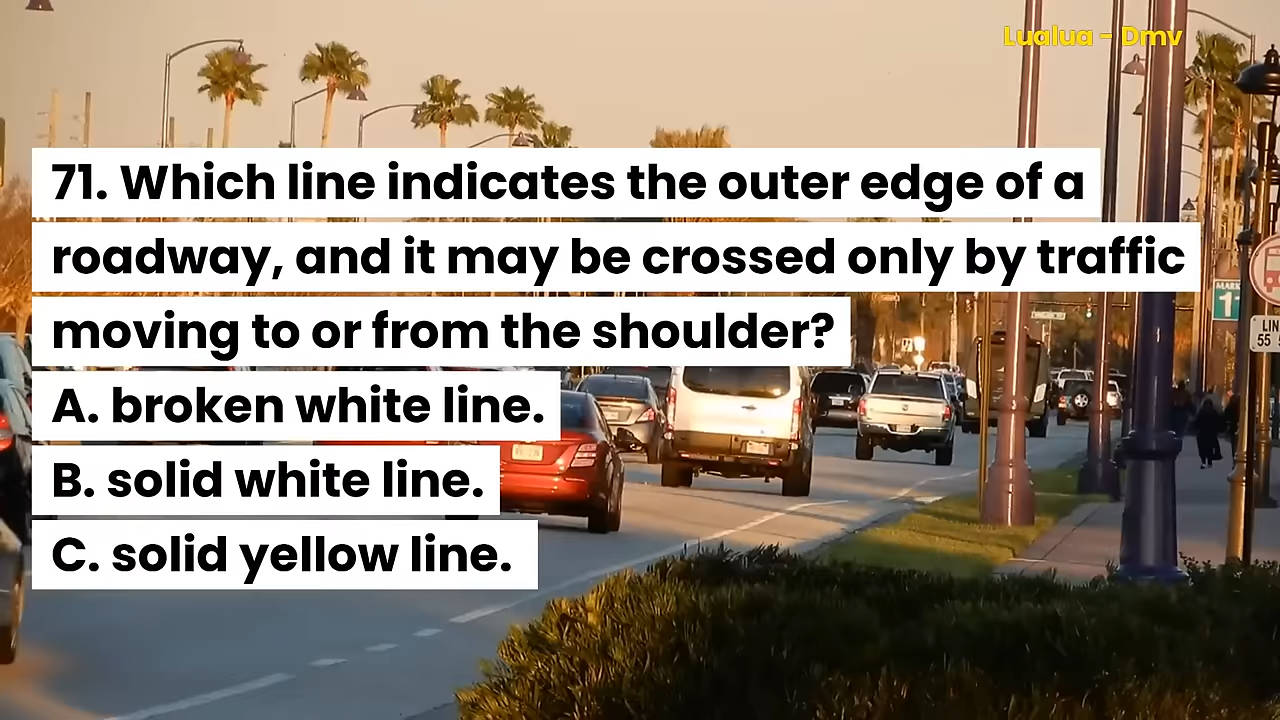 Lualua - Dmv
71. Which line indicates the outer edge of a
roadway, and it may be crossed only by traffic
moving to or from the shoulder?
A. broken white line.
B. solid white line.
C. solid yellow line.